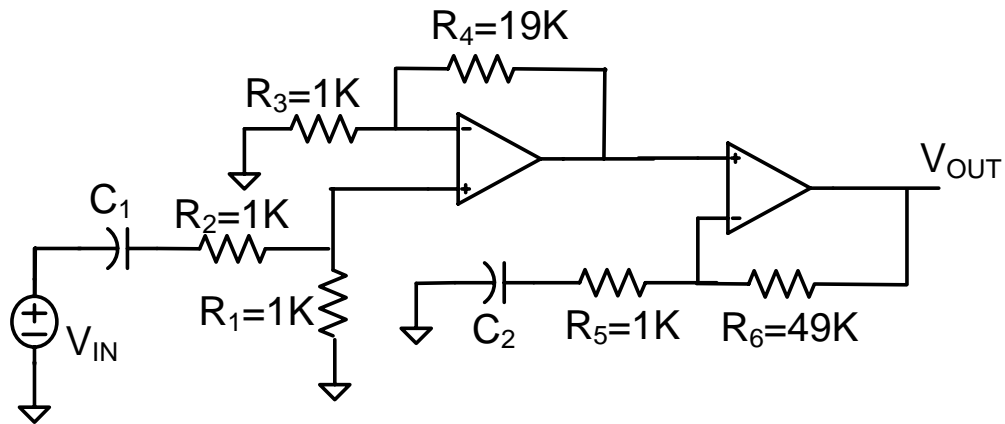 R4=19K
R3=1K
VOUT
C1
R2=1K
R1=1K
VIN
C2
R5=1K
R6=49K